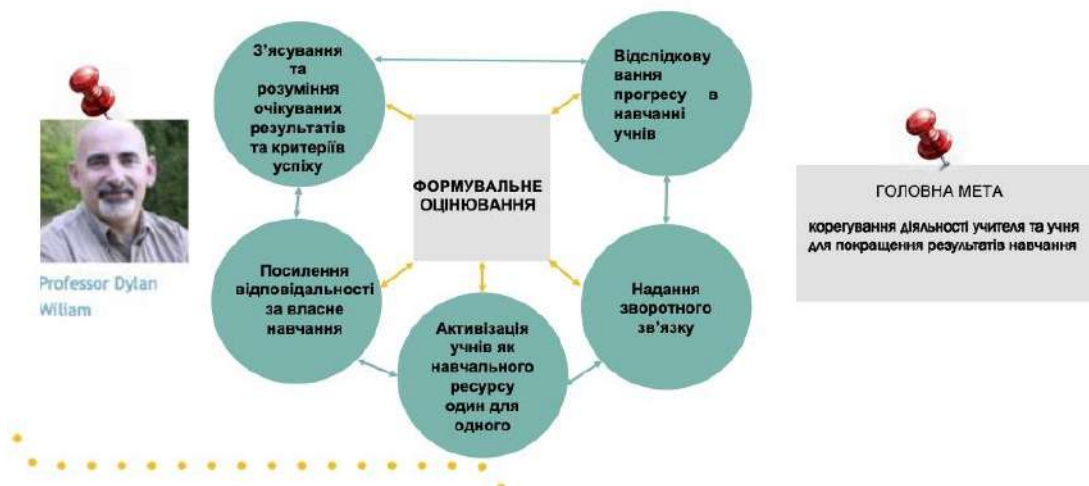 З'ясування
та
розуміння
очікуваних
результатів
та критеріїв
успіху
Відслідкову
вання
прогресу в
навчанні
учнів
ФОРМУВАЛЬНЕ
ОЦІНЮВАННЯ
ГОЛОВНА МЕТА
корегування діяльності учителя та учня
для покращення результатів навчання
Professor Dylan
Wiliam
Посилення
відповідальності
за власне
навчання
Надання
зворотного
зв'язку
Активізація
учнів як
навчального
ресурсу
один для
одного